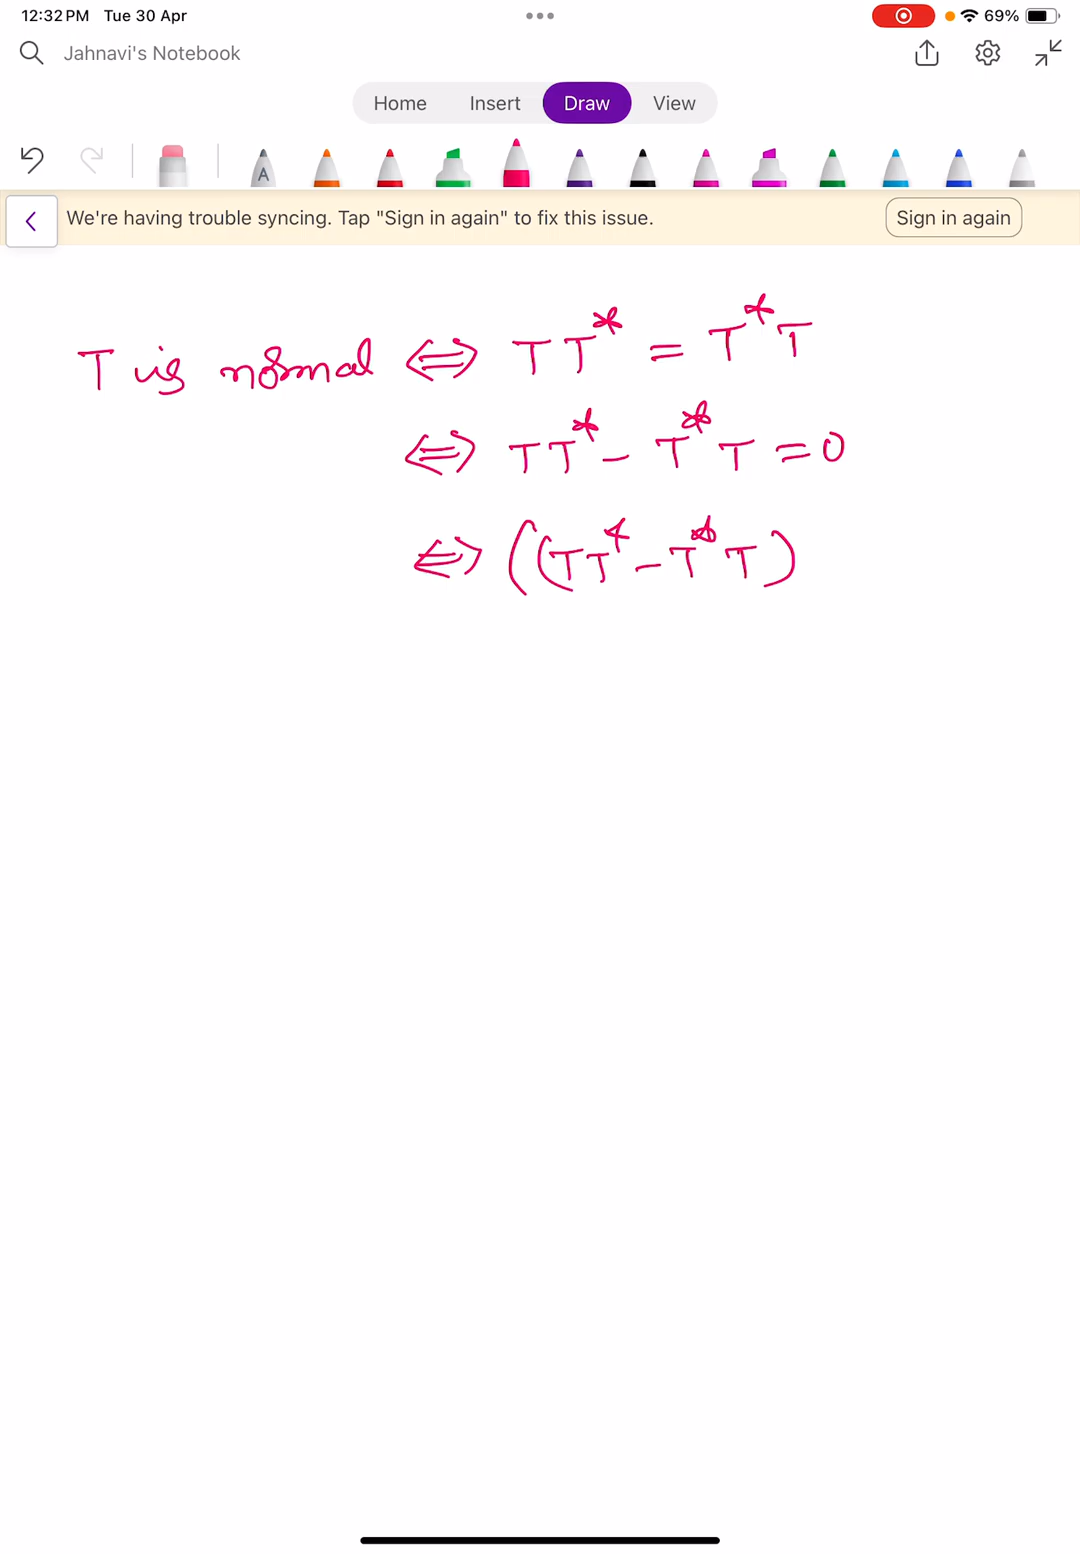 12:32 PM Tue 30 Apr
69%
Jahnavi's Notebook
Home Insert Draw View
A
We're having trouble syncing. Tap "Sign in again" to fix this issue.
Sign in again
T is normal ⇔ TT* = T*T
⇔ TT* - T*T = 0
⇔ ((TT* - T*T)